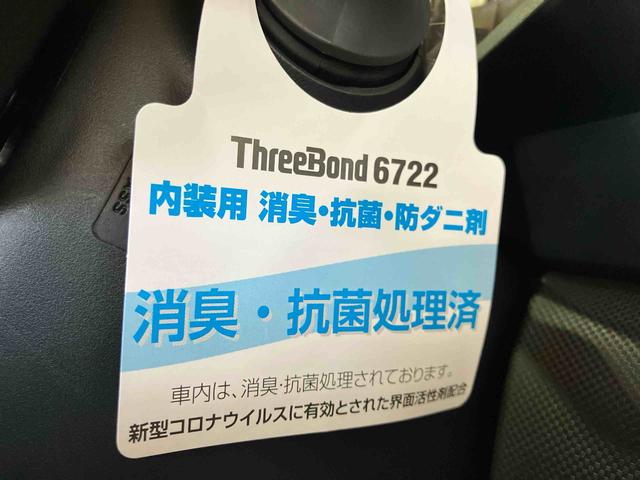 ThreeBond 6722
内装用 消臭・抗菌・防ダニ剤
消臭・抗菌処理済
車内は、消臭・抗菌処理されております。
新型コロナウイルスに有効とされた界面活性剤配合